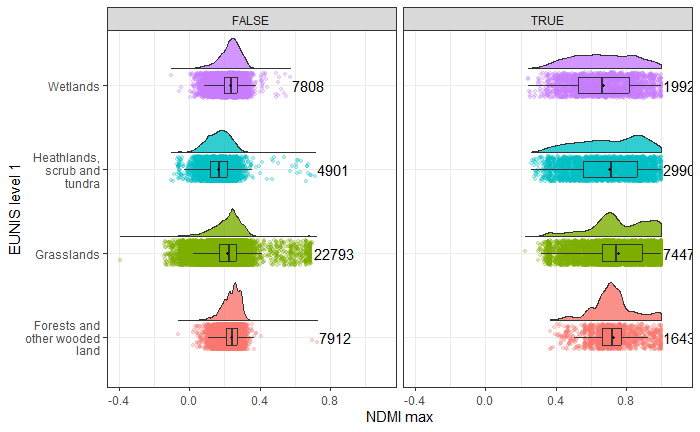 FALSE
TRUE
EUNIS level 1
Wetlands
7808
1992
Heathlands,
scrub and
tundra
4901
2990
Grasslands
22793
7447
Forests and
other wooded
land
7912
1643
-0.4 0.0 0.4 0.8
-0.4 0.0 0.4 0.8
NDMI max